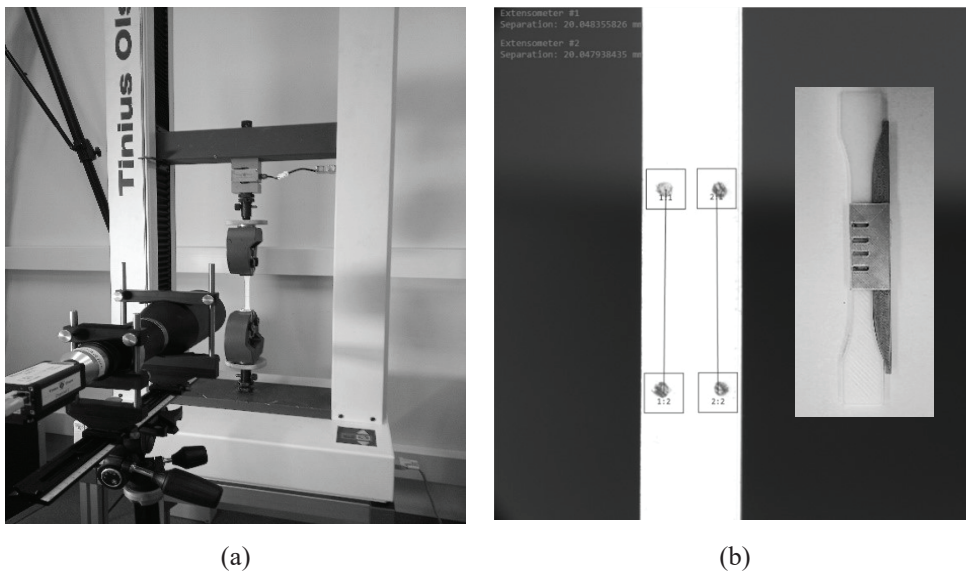 Tinius Ols
Extensometer #1
Separation: 20.048355826 mm
Extensometer #2
Separation: 20.047938435 mm
1:1
2:1
1:2
2:2
(a)
(b)